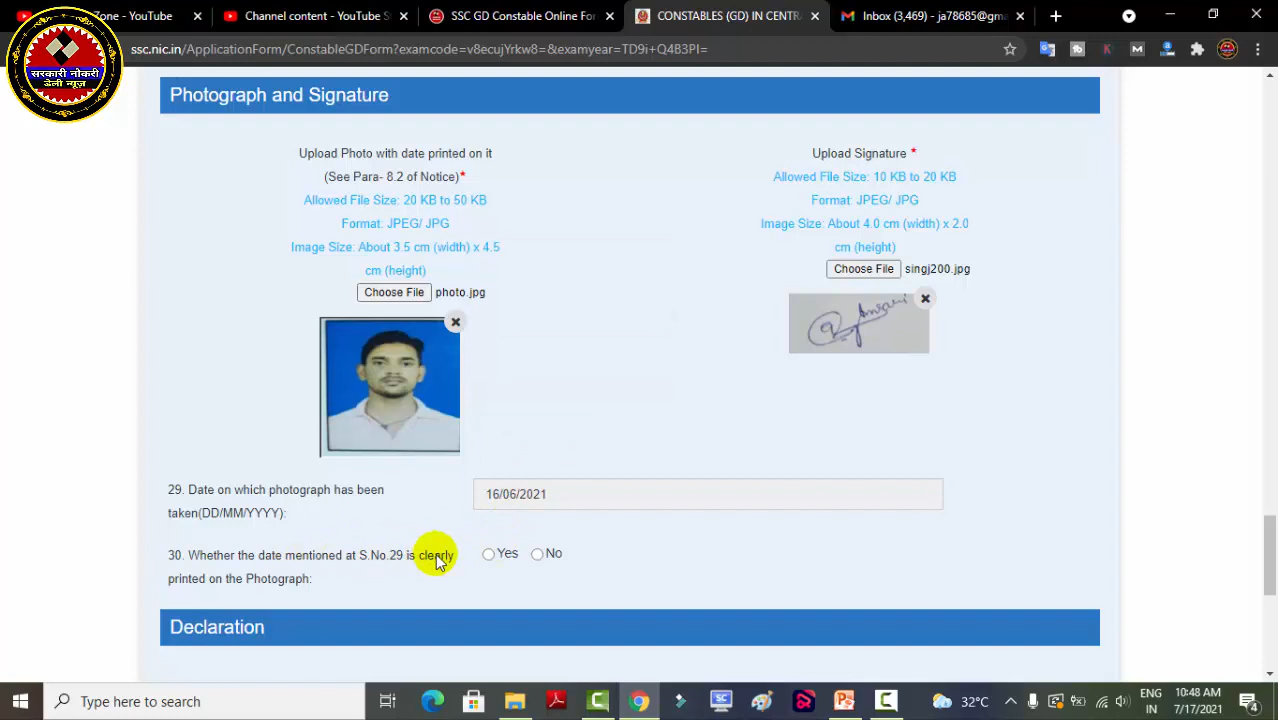 Zone - YouTube
Channel content - YouTube S
SSC GD Constable Online For
CONSTABLES (GD) IN CENTRA
Inbox (3,469) - ja78685@gma
ssc.nic.in/ApplicationForm/ConstableGDForm?examcode=v8ecujYrkw8=&examyear=TD9i+Q4B3PI=
सरकारी नौकरी
डेली न्यूज़
Photograph and Signature
Upload Photo with date printed on it
(See Para- 8.2 of Notice)*
Allowed File Size: 20 KB to 50 KB
Format: JPEG/ JPG
Image Size: About 3.5 cm (width) x 4.5
cm (height)
Choose File photo.jpg
Upload Signature *
Allowed File Size: 10 KB to 20 KB
Format: JPEG/ JPG
Image Size: About 4.0 cm (width) x 2.0
cm (height)
Choose File singj200.jpg
29. Date on which photograph has been
taken(DD/MM/YYYY):
16/06/2021
30. Whether the date mentioned at S.No.29 is clearly
printed on the Photograph:
Yes No
Declaration
Type here to search
32°C
ENG
IN
10:48 AM
7/17/2021
4